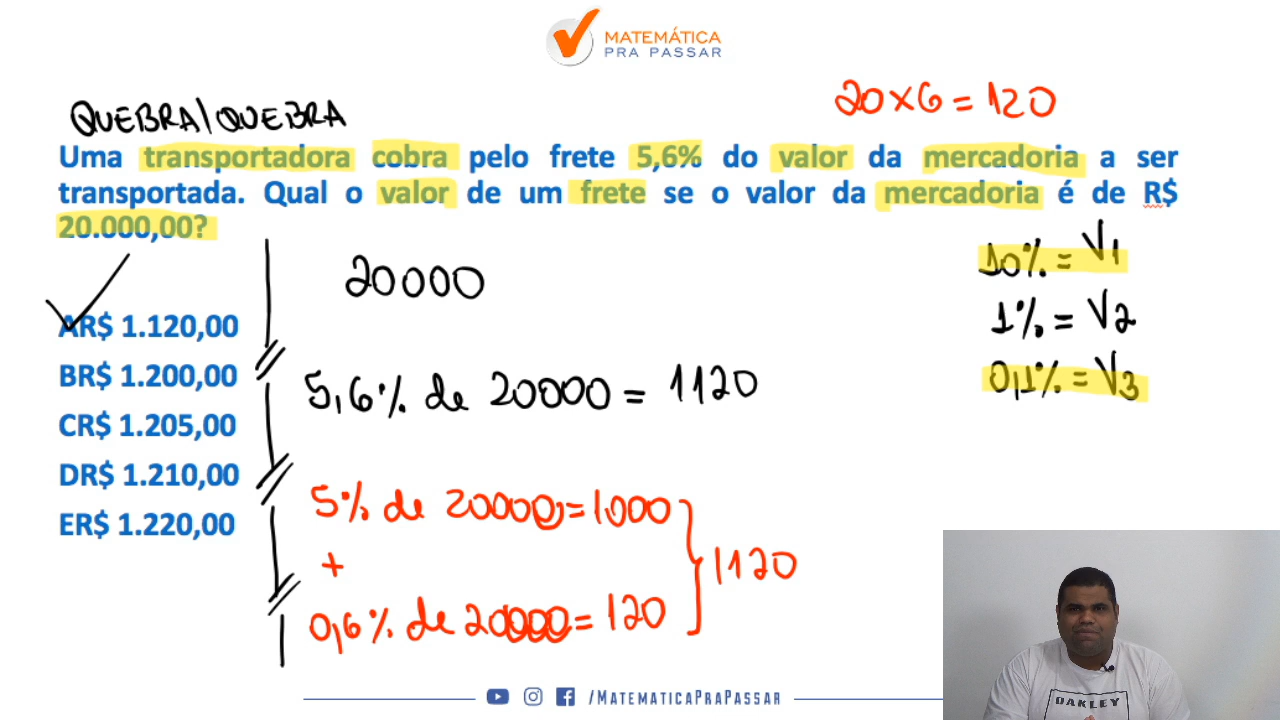 MATEMÁTICA
PRA PASSAR
20×6 = 120
QUEBRA/QUEBRA
Uma transportadora cobra pelo frete 5,6% do valor da mercadoria a ser
transportada. Qual o valor de um frete se o valor da mercadoria é de R$
20.000,00?
10% = V1
1% = V2
0,1% = V3
20000
AR$ 1.120,00
BR$ 1.200,00
CR$ 1.205,00
DR$ 1.210,00
ER$ 1.220,00
5,6% de 20000 = 1120
5% de 20000 = 1000
+
0,6% de 20000 = 120
1120
OAKLEY
/MATEMATICAPRAPASSAR